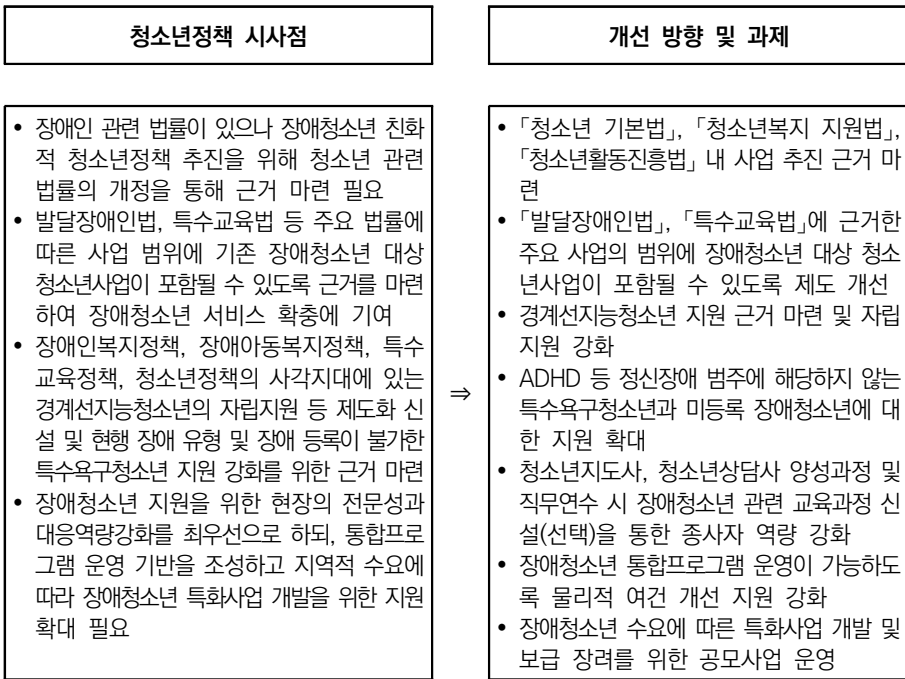 청소년정책 시사점
• 장애인 관련 법률이 있으나 장애청소년 친화
적 청소년정책 추진을 위해 청소년 관련
법률의 개정을 통해 근거 마련 필요
• 발달장애인법, 특수교육법 등 주요 법률에
따른 사업 범위에 기존 장애청소년 대상
청소년사업이 포함될 수 있도록 근거를 마련
하여 장애청소년 서비스 확충에 기여
• 장애인복지정책, 장애아동복지정책, 특수
교육정책, 청소년정책의 사각지대에 있는
경계선지능청소년의 자립지원 등 제도화 신
설 및 현행 장애 유형 및 장애 등록이 불가한
특수욕구청소년 지원 강화를 위한 근거 마련
• 장애청소년 지원을 위한 현장의 전문성과
대응역량강화를 최우선으로 하되, 통합프로
그램 운영 기반을 조성하고 지역적 수요에
따라 장애청소년 특화사업 개발을 위한 지원
확대 필요
⇒
개선 방향 및 과제
• 「청소년 기본법」, 「청소년복지 지원법」,
「청소년활동진흥법」 내 사업 추진 근거 마
련
• 「발달장애인법」, 「특수교육법」에 근거한
주요 사업의 범위에 장애청소년 대상 청소
년사업이 포함될 수 있도록 제도 개선
• 경계선지능청소년 지원 근거 마련 및 자립
지원 강화
• ADHD 등 정신장애 범주에 해당하지 않는
특수욕구청소년과 미등록 장애청소년에 대
한 지원 확대
• 청소년지도사, 청소년상담사 양성과정 및
직무연수 시 장애청소년 관련 교육과정 신
설(선택)을 통한 종사자 역량 강화
• 장애청소년 통합프로그램 운영이 가능하도
록 물리적 여건 개선 지원 강화
• 장애청소년 수요에 따른 특화사업 개발 및
보급 장려를 위한 공모사업 운영